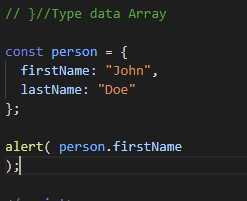 // }//Type data Array
const person = {
firstName: "John",
lastName: "Doe"
};
alert( person.firstName
);